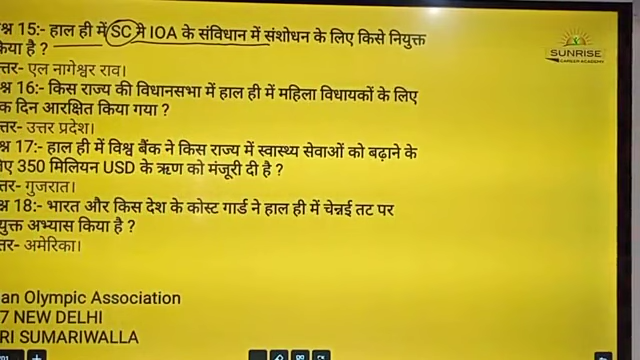 श्न 15:- हाल ही में SC मे IOA के संविधान में संशोधन के लिए किसे नियुक्त
केया है ?
त्तर- एल नागेश्वर राव।
श्न 16:- किस राज्य की विधानसभा में हाल ही में महिला विधायकों के लिए
क दिन आरक्षित किया गया ?
त्तर- उत्तर प्रदेश।
श्न 17:- हाल ही में विश्व बैंक ने किस राज्य में स्वास्थ्य सेवाओं को बढ़ाने के
ए 350 मिलियन USD के ऋण को मंजूरी दी है ?
त्तर- गुजरात।
श्न 18:- भारत और किस देश के कोस्ट गार्ड ने हाल ही में चेन्नई तट पर
युक्त अभ्यास किया है ?
त्तर- अमेरिका।
an Olympic Association
7 NEW DELHI
RI SUMARIWALLA
SUNRISE
CAREER ACADEMY